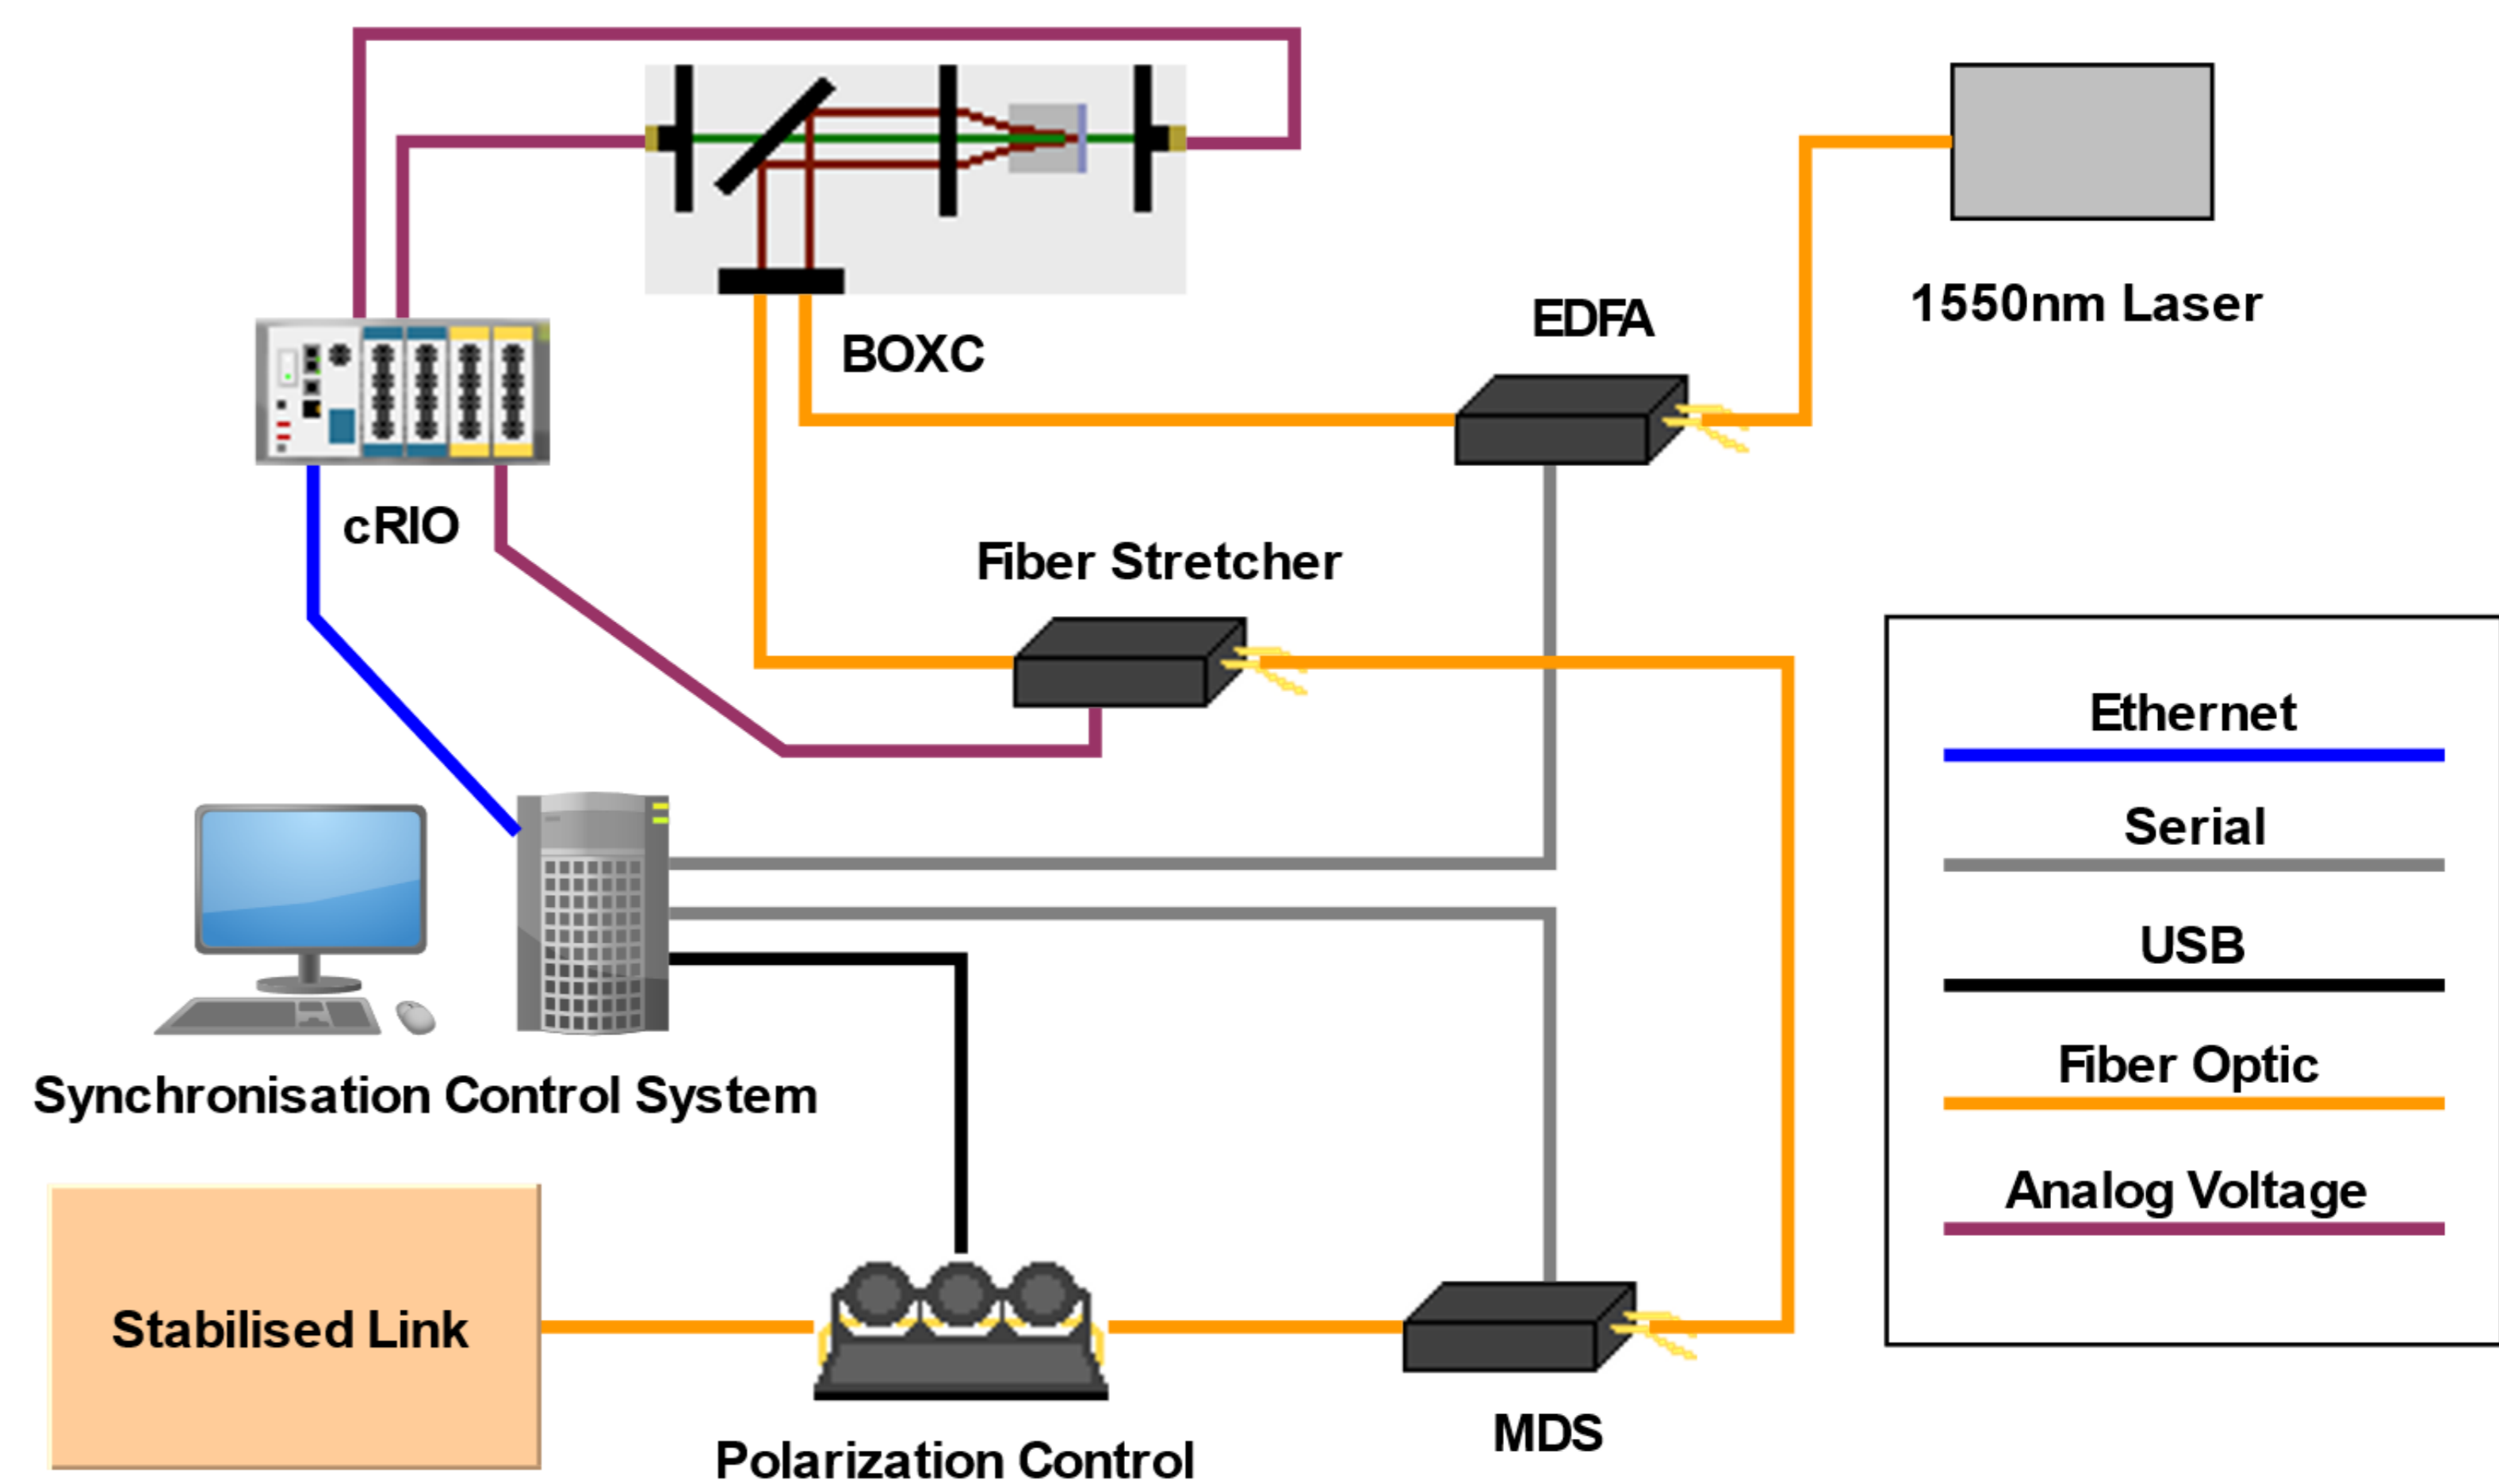 1550nm Laser
EDFA
BOXC
cRIO
Fiber Stretcher
Ethernet
Serial
USB
Fiber Optic
Analog Voltage
Synchronisation Control System
Stabilised Link
Polarization Control
MDS